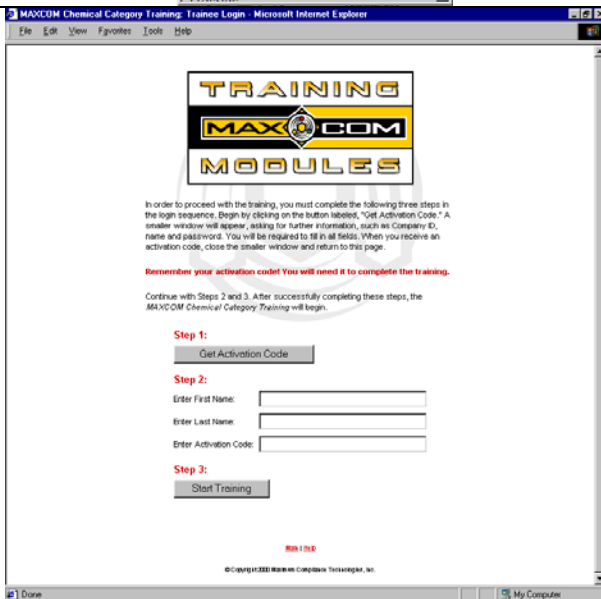 MAXCOM Chemical Category Training: Trainee Login - Microsoft Internet Explorer
File Edit View Favorites Tools Help
TRAINING
MAX COM
MODULES
In order to proceed with the training, you must complete the following three steps in
the login sequence. Begin by clicking on the button labeled, "Get Activation Code." A
smaller window will appear, asking for further information, such as Company ID,
name and password. You will be required to fill in all fields. When you receive an
activation code, close the smaller window and return to this page.
Remember your activation code! You will need it to complete the training.
Continue with Steps 2 and 3. After successfully completing these steps, the
MAXCOM Chemical Category Training will begin.
Step 1:
Get Activation Code
Step 2:
Enter First Name:
Enter Last Name:
Enter Activation Code:
Step 3:
Start Training
Main | Help
© Copyright 2000 Compliance Technologies, Inc.
Done
My Computer